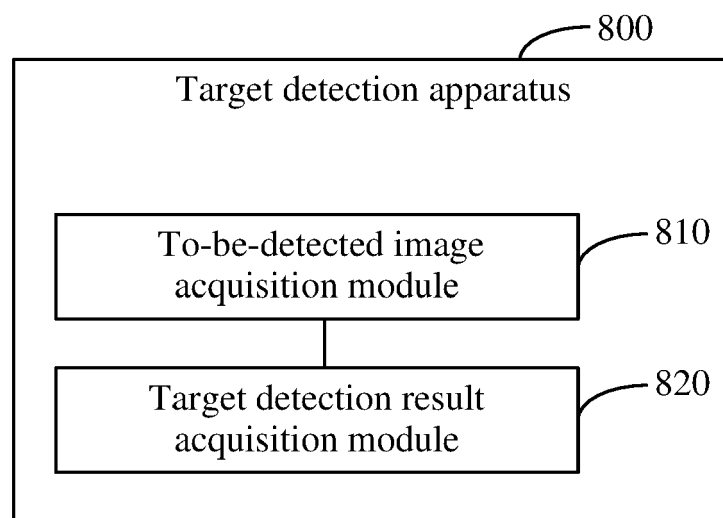 800
Target detection apparatus
To-be-detected image
acquisition module
810
Target detection result
acquisition module
820